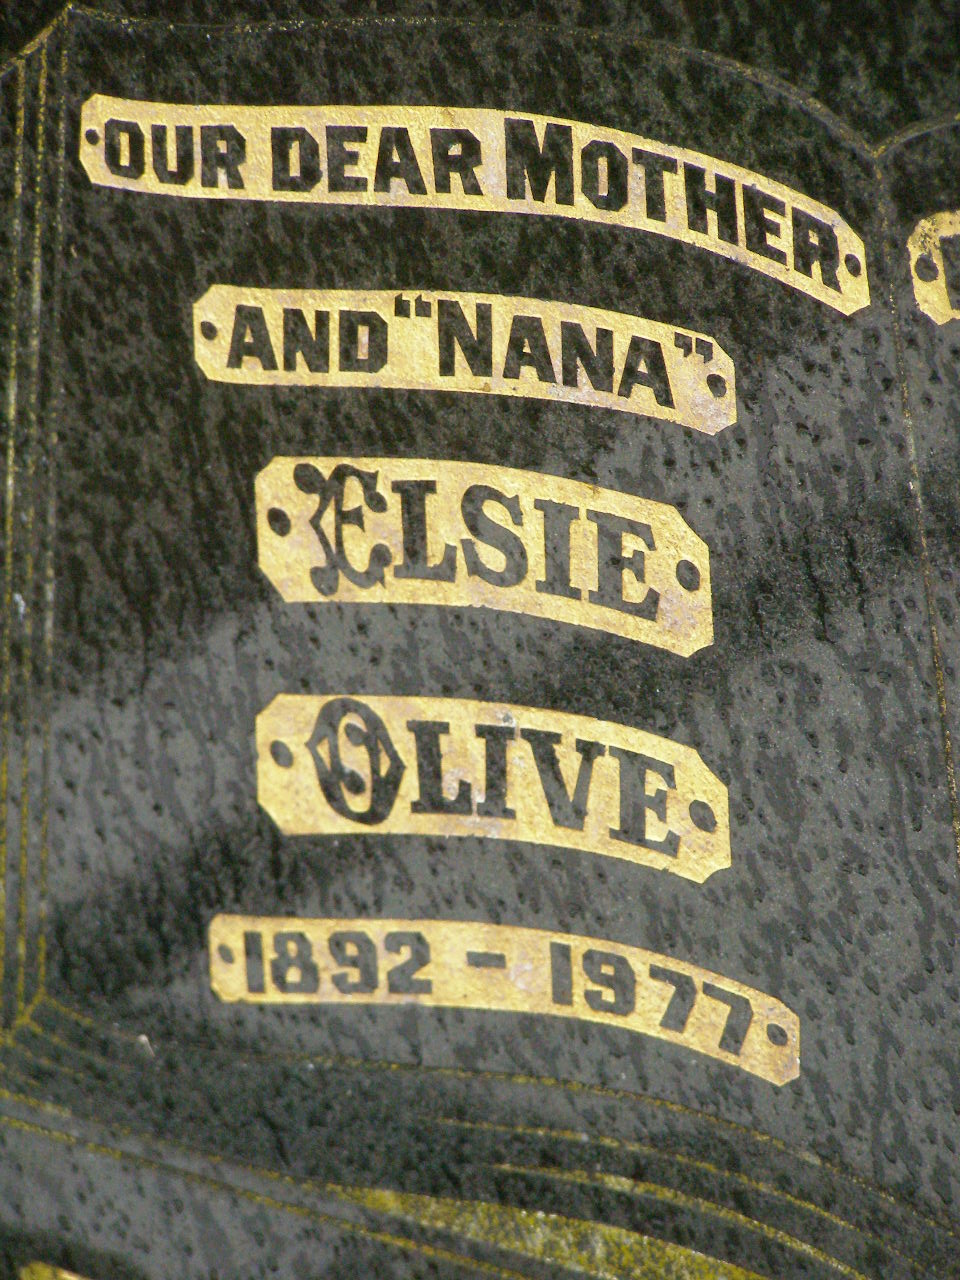 OUR DEAR MOTHER
AND “NANA”
ELSIE
OLIVE
1892 – 1977